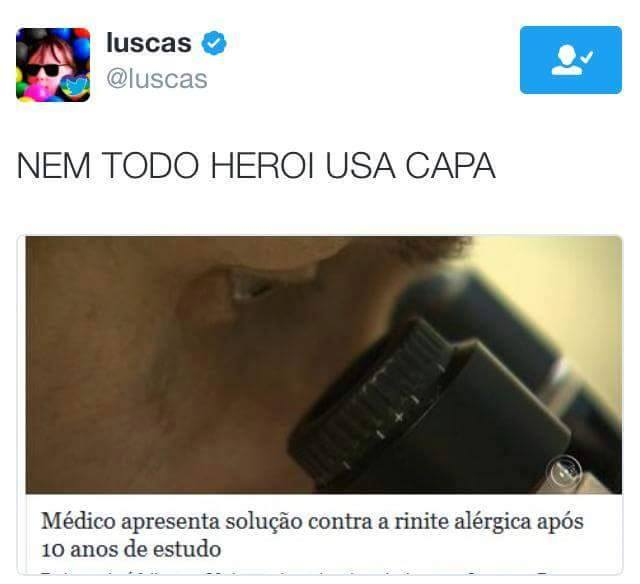 luscas
@luscas
NEM TODO HEROI USA CAPA
Médico apresenta solução contra a rinite alérgica após
10 anos de estudo